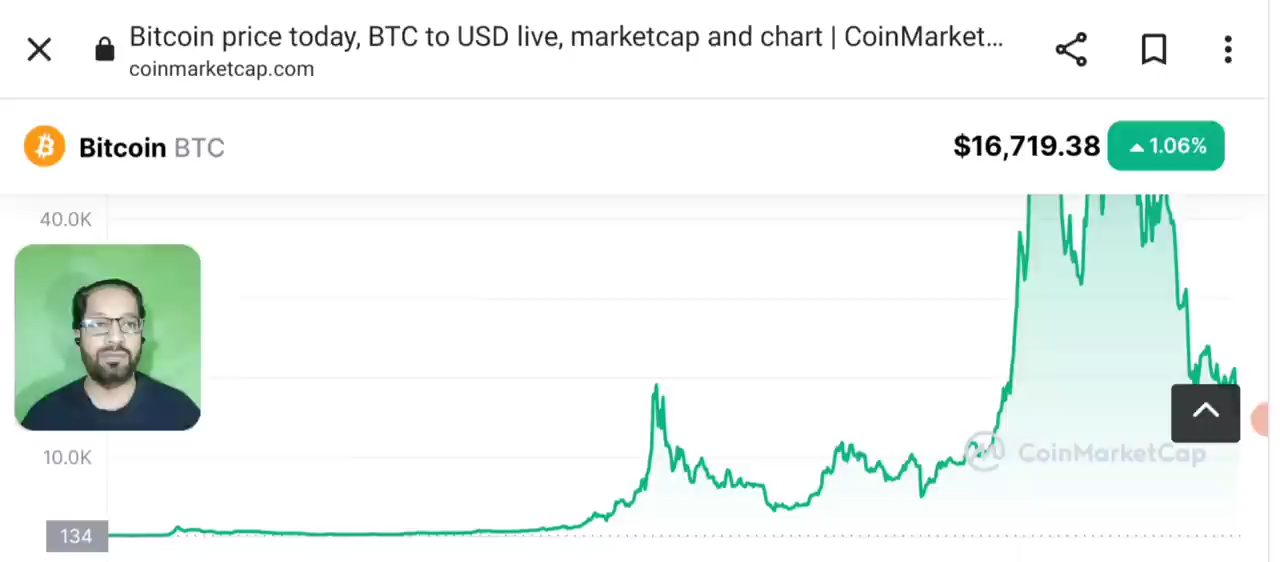 Bitcoin price today, BTC to USD live, marketcap and chart | CoinMarket...
coinmarketcap.com
Bitcoin BTC
$16,719.38
1.06%
40.0K
10.0K
CoinMarketCap
134